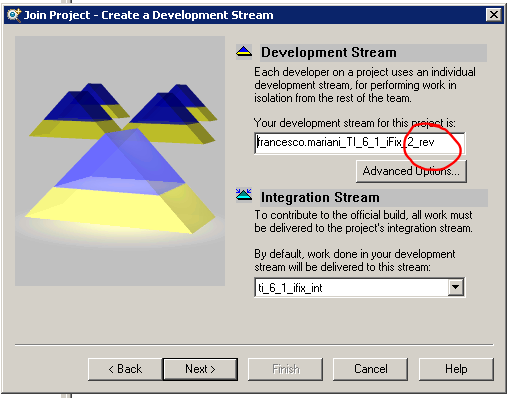 Join Project - Create a Development Stream
Development Stream
Each developer on a project uses an individual
development stream, for performing work in
isolation from the rest of the team.
Your development stream for this project is:
francesco.mariani_TI_6_1_iFix_2_rev
Advanced Options...
Integration Stream
To contribute to the official build, all work must
be delivered to the project's integration stream.
By default, work done in your development
stream will be delivered to this stream:
ti_6_1_ifix_int
< Back
Next >
Finish
Cancel
Help